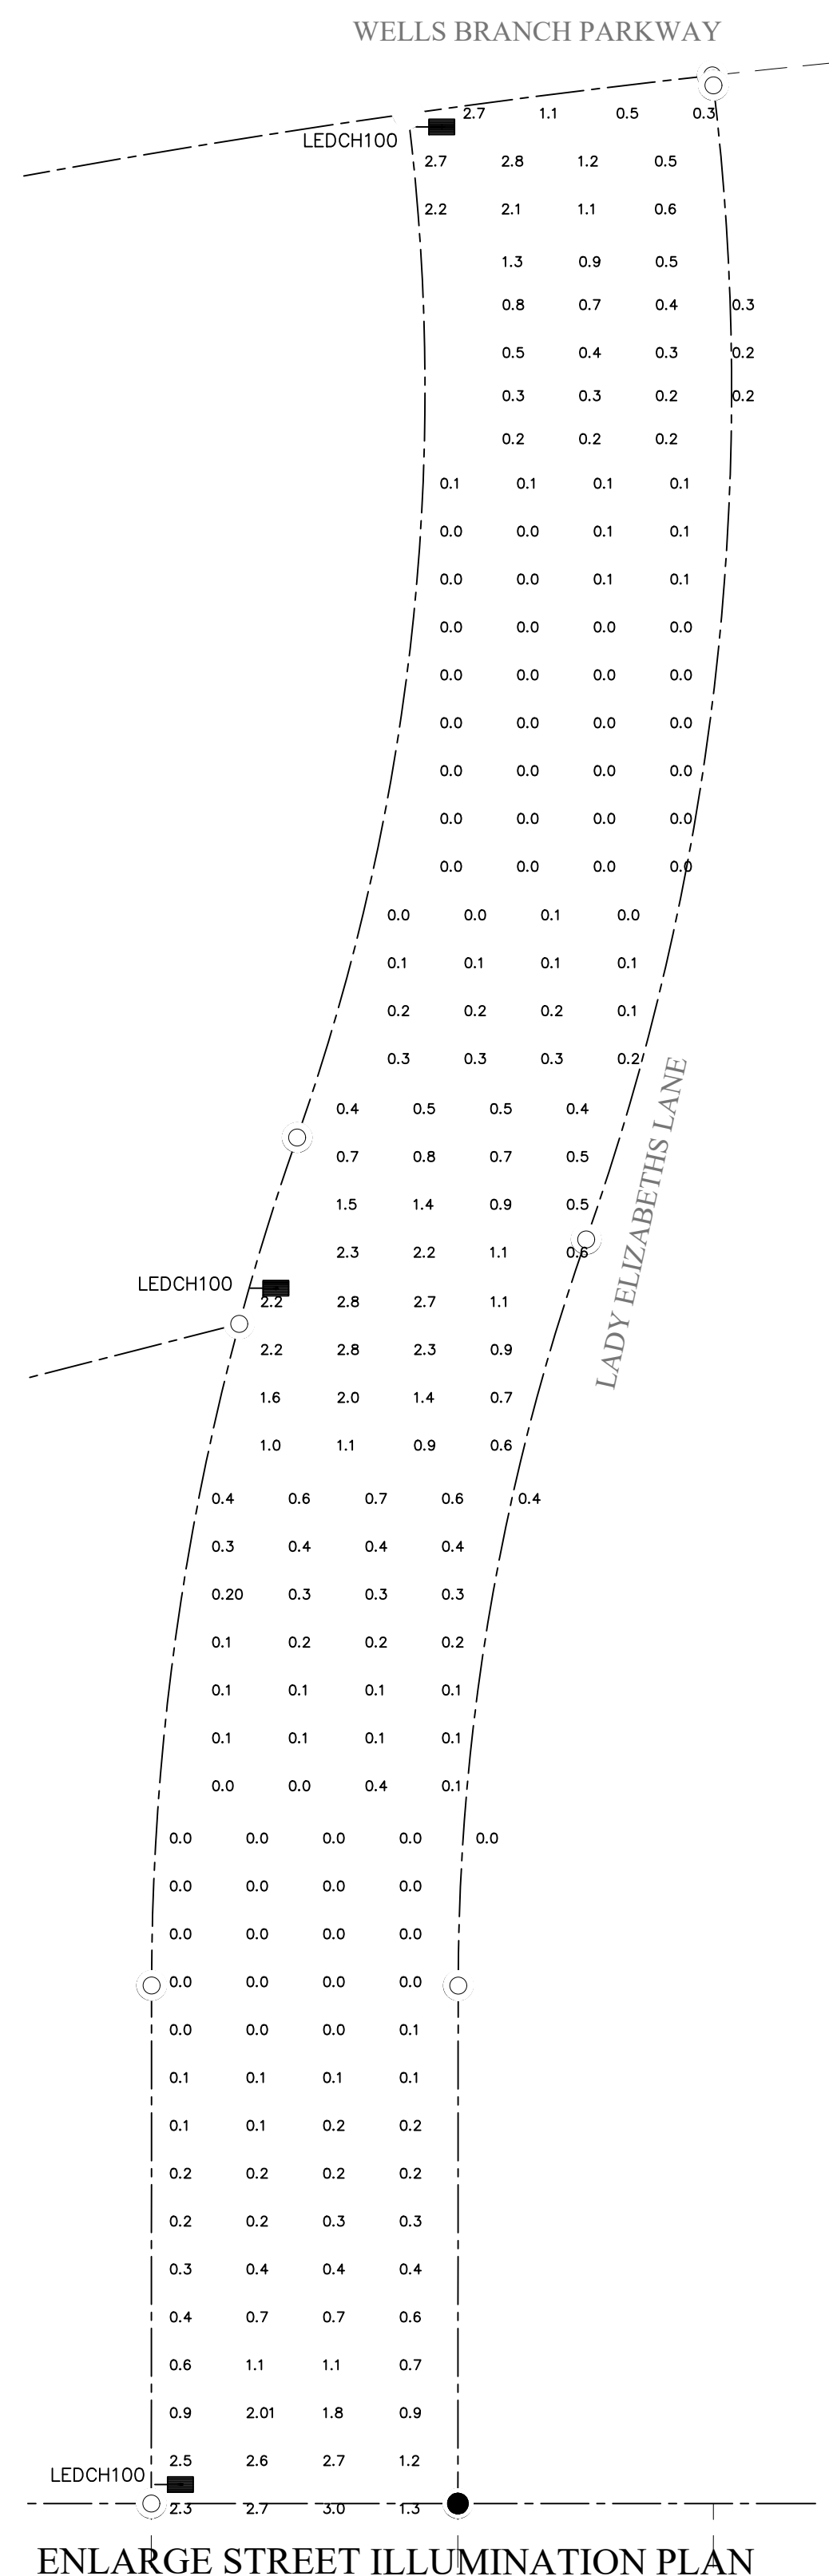 WELLS BRANCH PARKWAY
2.7 1.1 0.5 0.3
LEDCH100
2.7 2.8 1.2 0.5
2.2 2.1 1.1 0.6
1.3 0.9 0.5
0.8 0.7 0.4 0.3
0.5 0.4 0.3 0.2
0.3 0.3 0.2 0.2
0.2 0.2 0.2
0.1 0.1 0.1 0.1
0.0 0.0 0.1 0.1
0.0 0.0 0.1 0.1
0.0 0.0 0.0 0.0
0.0 0.0 0.0 0.0
0.0 0.0 0.0 0.0
0.0 0.0 0.0 0.0
0.0 0.0 0.0 0.0
0.0 0.0 0.0 0.0
0.0 0.0 0.1 0.0
0.1 0.1 0.1 0.1
0.2 0.2 0.2 0.1
0.3 0.3 0.3 0.2
0.4 0.5 0.5 0.4
0.7 0.8 0.7 0.5
1.5 1.4 0.9 0.5
LADY ELIZABETHS LANE
2.3 2.2 1.1 0.6
LEDCH100
2.2 2.8 2.7 1.1
2.2 2.8 2.3 0.9
1.6 2.0 1.4 0.7
1.0 1.1 0.9 0.6
0.4 0.6 0.7 0.6 0.4
0.3 0.4 0.4 0.4
0.20 0.3 0.3 0.3
0.1 0.2 0.2 0.2
0.1 0.1 0.1 0.1
0.1 0.1 0.1 0.1
0.0 0.0 0.4 0.1
0.0 0.0 0.0 0.0 0.0
0.0 0.0 0.0 0.0
0.0 0.0 0.0 0.0
0.0 0.0 0.0 0.0
0.0 0.0 0.0 0.1
0.1 0.1 0.1 0.1
0.1 0.1 0.2 0.2
0.2 0.2 0.2 0.2
0.2 0.2 0.3 0.3
0.3 0.4 0.4 0.4
0.4 0.7 0.7 0.6
0.6 1.1 1.1 0.7
0.9 2.01 1.8 0.9
2.5 2.6 2.7 1.2
LEDCH100
2.3 2.7 3.0 1.3
ENLARGE STREET ILLUMINATION PLAN